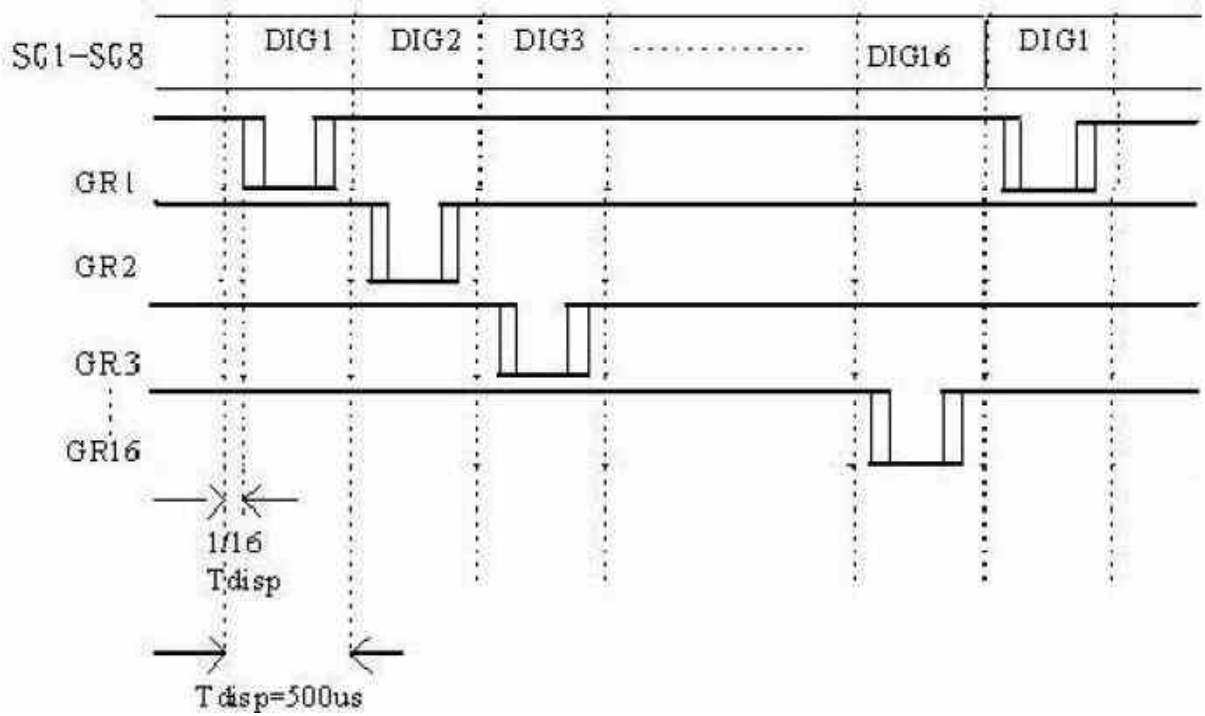 SG1-SG8 DIG1 DIG2 DIG3 .............. DIG16 DIG1
GR1
GR2
GR3
GR16
1/16
Tdisp
Tdisp=500us